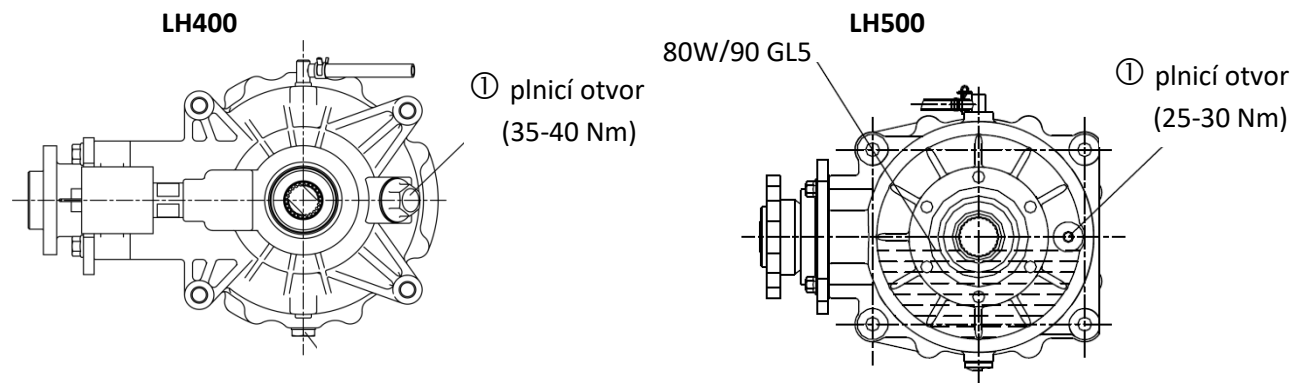 LH400
① plnicí otvor
(35-40 Nm)
LH500
80W/90 GL5
① plnicí otvor
(25-30 Nm)